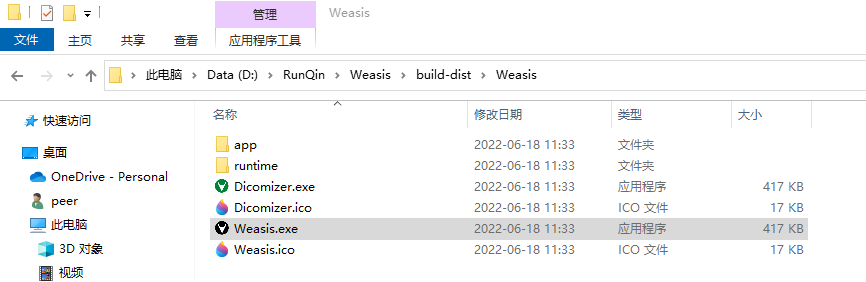 管理 Weasis
文件 主页 共享 查看 应用程序工具
此电脑 Data (D:) RunQin Weasis build-dist Weasis
名称 修改日期 类型 大小
快速访问
桌面
OneDrive - Personal
peer
此电脑
3D 对象
视频
app 2022-06-18 11:33 文件夹
runtime 2022-06-18 11:33 文件夹
Dicomizer.exe 2022-06-18 11:33 应用程序 417 KB
Dicomizer.ico 2022-06-18 11:33 ICO 文件 17 KB
Weasis.exe 2022-06-18 11:33 应用程序 417 KB
Weasis.ico 2022-06-18 11:33 ICO 文件 17 KB